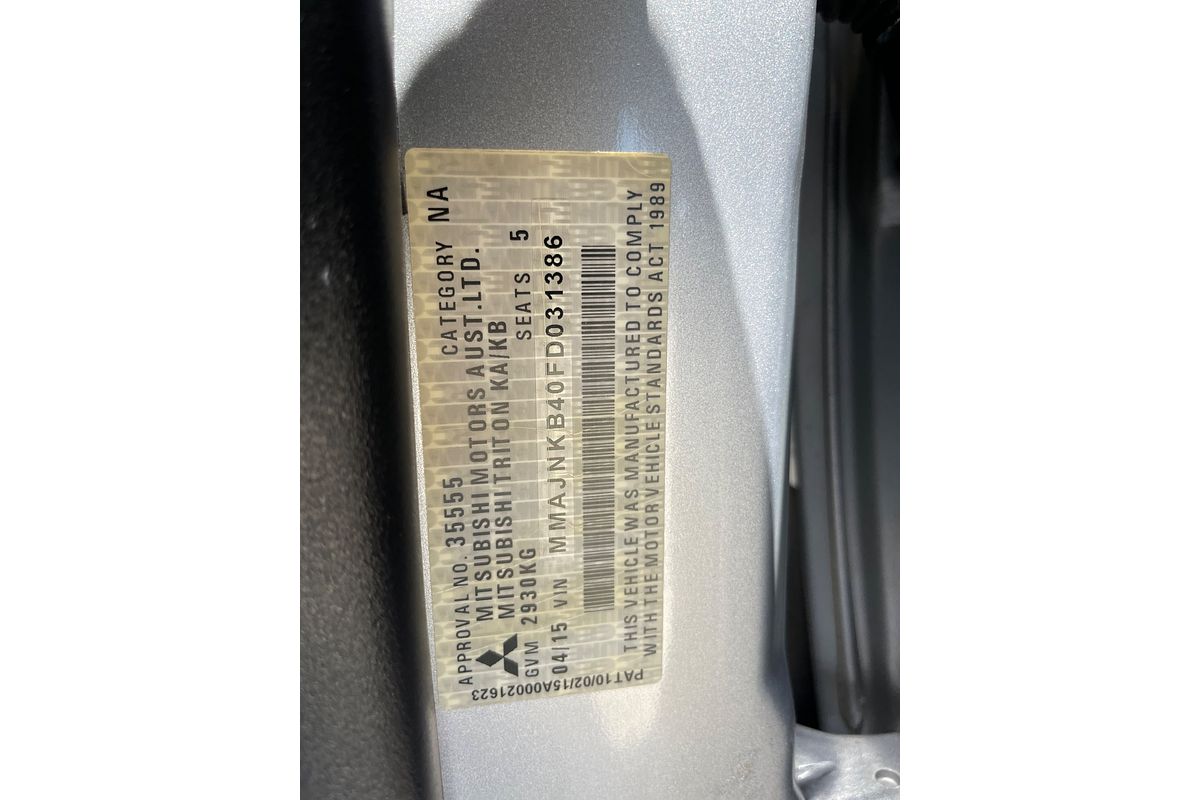 APPROVAL NO. 35555 CATEGORY NA
MITSUBISHI MOTORS AUST.LTD.
MITSUBISHI TRITON KA/KB
GVM 2930KG SEATS 5
04/15 VIN MMAJNKB40FD031386
THIS VEHICLE WAS MANUFACTURED TO COMPLY
WITH THE MOTOR VEHICLE STANDARDS ACT 1989
PAT10/02/15A00021623